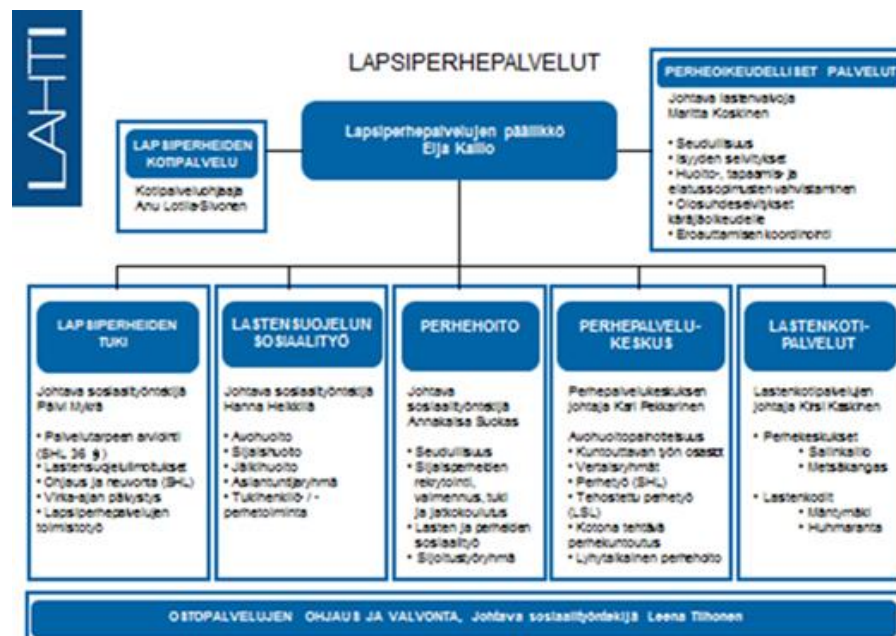 LAHTI
LAPSIPERHEPALVELUT
Lapsiperhepalvelujen päällikkö
Eija Kallio
LAPSIPERHEIDEN
KOTIPALVELU
Kotipalveluohjaaja
Anu Lotila-Sivonen
PERHEOIKEUDELLISET PALVELUT
Johtava lastenvalvoja
Maritta Koskinen
• Seudullisuus
• Isyyden selvitykset
• Huolto-, tapaamis- ja
elatussopimusten vahvistaminen
• Olosuhdeselvitykset
käräjäoikeudelle
• Eroauttamisen koordinointi
LAPSIPERHEIDEN
TUKI
Johtava sosiaalityöntekijä
Päivi Mykrä
• Palvelutarpeen arviointi
(SHL 36 §)
• Lastensuojeluilmoitukset
• Ohjaus ja neuvonta (SHL)
• Virka-ajan päivystys
• Lapsiperhepalvelujen
toimistotyö
LASTENSUOJELUN
SOSIAALITYÖ
Johtava sosiaalityöntekijä
Hanna Heikkilä
• Avohuolto
• Sijaishuolto
• Jälkihuolto
• Asiantuntijaryhmä
• Tukihenkilö- / -
perhetoiminta
PERHEHOITO
Johtava
sosiaalityöntekijä
Annakaisa Suokas
• Seudullisuus
• Sijaisperheiden
rekrytointi,
valmennus, tuki
ja jatkokoulutus
• Lasten ja perheiden
sosiaalityö
• Sijoitustyöryhmä
PERHEPALVELU-
KESKUS
Perhepalvelukeskuksen
johtaja Kari Pekkarinen
Avohuoltopainotteisuus
• Kuntouttavan työn osastot
• Vertaisryhmät
• Perhetyö (SHL)
• Tehostettu perhetyö
(LSL)
• Kotona tehtävä
perhekuntoutus
• Lyhytaikainen perhehoito
LASTENKOTI-
PALVELUT
Lastenkotipalvelujen
johtaja Kirsi Kaskinen
• Perhekeskukset
• Salinkallio
• Metsäkangas
• Lastenkodit
• Mäntymäki
• Huhmaranta
OSTOPALVELUJEN OHJAUS JA VALVONTA, Johtava sosiaalityöntekijä Leena Tiihonen